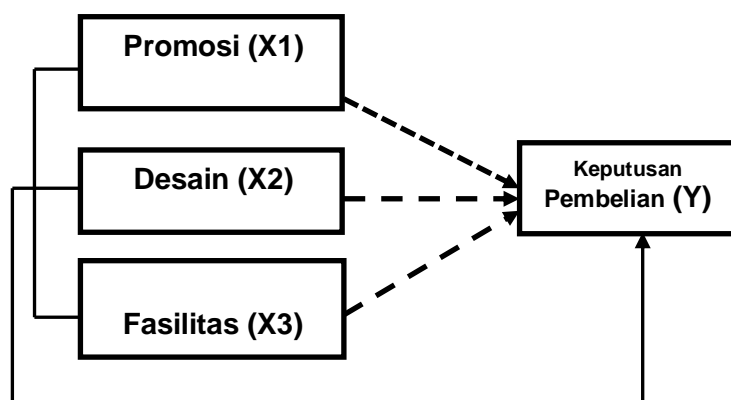 Promosi (X1)
Desain (X2)
Fasilitas (X3)
Keputusan
Pembelian (Y)